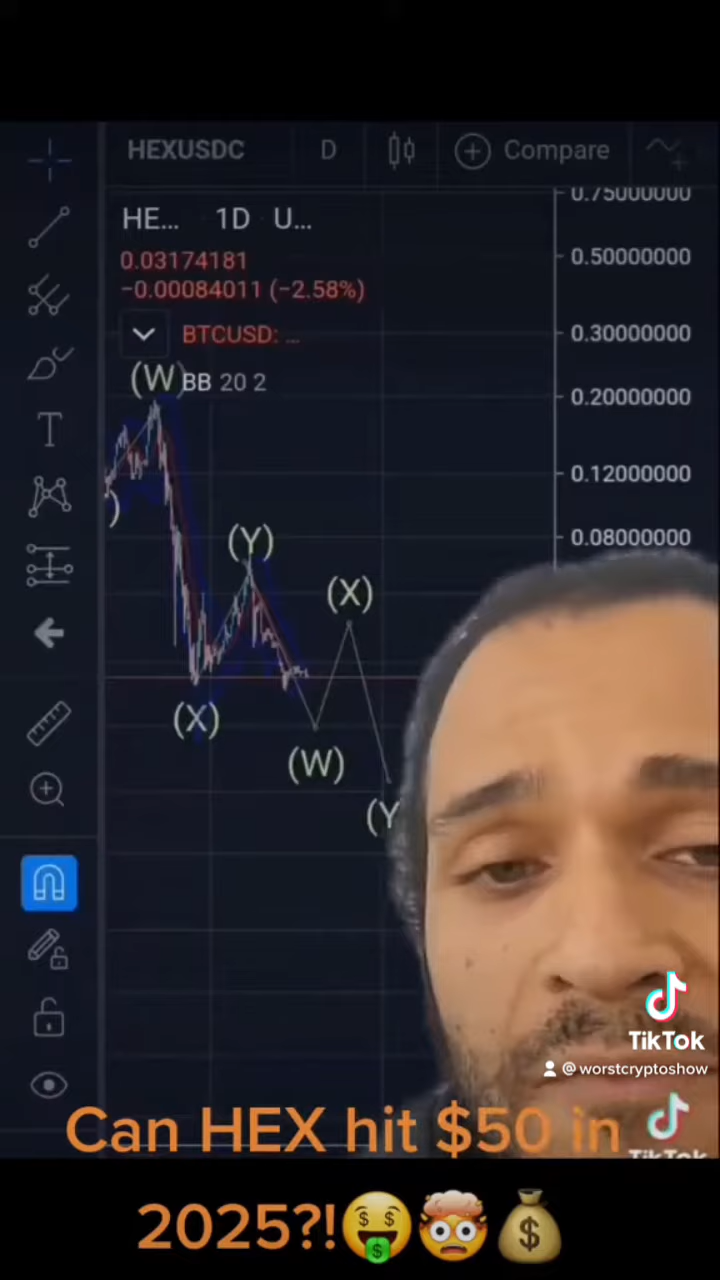 HEXUSDC D Compare
HE... 1D U...
0.03174181
−0.00084011 (−2.58%)
BTCUSD: ...
BB 20 2
0.75000000
0.50000000
0.30000000
0.20000000
0.12000000
0.08000000
(W)
)
(Y)
(X)
(X)
(W)
(Y
T
TikTok
@worstcryptoshow
TikTok
Can HEX hit $50 in
2025?!